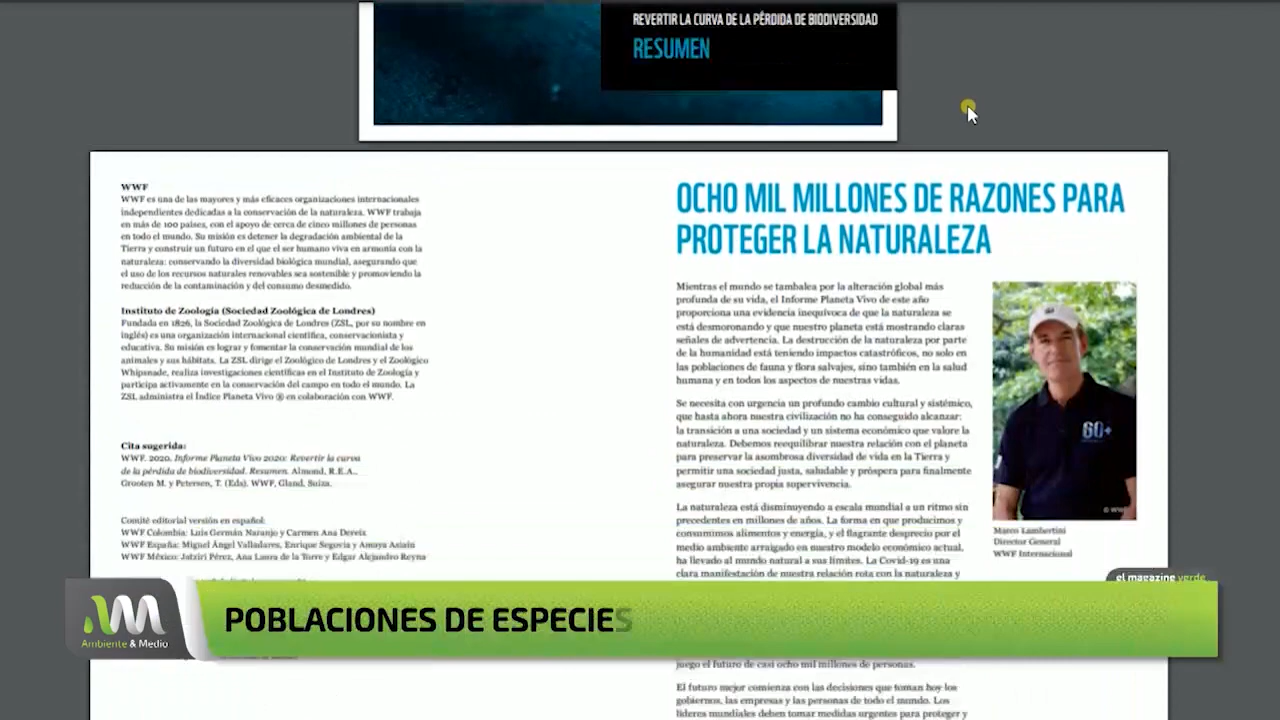 REVERTIR LA CURVA DE LA PÉRDIDA DE BIODIVERSIDAD
RESUMEN
WWF
WWF es una de las mayores y más eficaces organizaciones internacionales
independientes dedicadas a la conservación de la naturaleza. WWF trabaja
en más de 100 países, con el apoyo de cerca de cinco millones de personas
en todo el mundo. Su misión es detener la degradación ambiental de la
Tierra y construir un futuro en el que el ser humano viva en armonía con la
naturaleza: conservando la diversidad biológica mundial, asegurando que
el uso de los recursos naturales renovables sea sostenible y promoviendo la
reducción de la contaminación y del consumo desmedido.
Instituto de Zoología (Sociedad Zoológica de Londres)
Fundada en 1826, la Sociedad Zoológica de Londres (ZSL, por su nombre en
inglés) es una organización internacional científica, conservacionista y
educativa. Su misión es lograr y fomentar la conservación mundial de los
animales y sus hábitats. La ZSL dirige el Zoológico de Londres y el Zoológico
Whipsnade, realiza investigaciones científicas en el Instituto de Zoología y
participa activamente en la conservación del campo en todo el mundo. La
ZSL administra el Índice Planeta Vivo ® en colaboración con WWF.
Cita sugerida:
WWF. 2020. Informe Planeta Vivo 2020: Revertir la curva
de la pérdida de biodiversidad. Resumen. Almond, R.E.A.,
Grooten M. y Petersen, T. (Eds). WWF, Gland, Suiza.
Comité editorial versión en español:
WWF Colombia: Luis Germán Naranjo y Carmen Ana Dereix
WWF España: Miguel Ángel Valladares, Enrique Segovia y Amaya Asiain
WWF México: Jatziri Pérez, Ana Laura de la Torre y Edgar Alejandro Reyna
OCHO MIL MILLONES DE RAZONES PARA
PROTEGER LA NATURALEZA
Mientras el mundo se tambalea por la alteración global más
profunda de su vida, el Informe Planeta Vivo de este año
proporciona una evidencia inequívoca de que la naturaleza se
está desmoronando y que nuestro planeta está mostrando claras
señales de advertencia. La destrucción de la naturaleza por parte
de la humanidad está teniendo impactos catastróficos, no solo en
las poblaciones de fauna y flora salvajes, sino también en la salud
humana y en todos los aspectos de nuestras vidas.
Se necesita con urgencia un profundo cambio cultural y sistémico,
que hasta ahora nuestra civilización no ha conseguido alcanzar:
la transición a una sociedad y un sistema económico que valore la
naturaleza. Debemos reequilibrar nuestra relación con el planeta
para preservar la asombrosa diversidad de vida en la Tierra y
permitir una sociedad justa, saludable y próspera para finalmente
asegurar nuestra propia supervivencia.
La naturaleza está disminuyendo a escala mundial a un ritmo sin
precedentes en millones de años. La forma en que producimos y
consumimos alimentos y energía, y el flagrante desprecio por el
medio ambiente arraigado en nuestro modelo económico actual,
ha llevado al mundo natural a sus límites. La Covid-19 es una
clara manifestación de nuestra relación rota con la naturaleza y
60+
© WWF
Marco Lambertini
Director General
WWF Internacional
el magazine verde
AM
Ambiente & Medio
POBLACIONES DE ESPECIES
juego el futuro de casi ocho mil millones de personas.
El futuro mejor comienza con las decisiones que toman hoy los
gobiernos, las empresas y las personas de todo el mundo. Los
líderes mundiales deben tomar medidas urgentes para proteger y